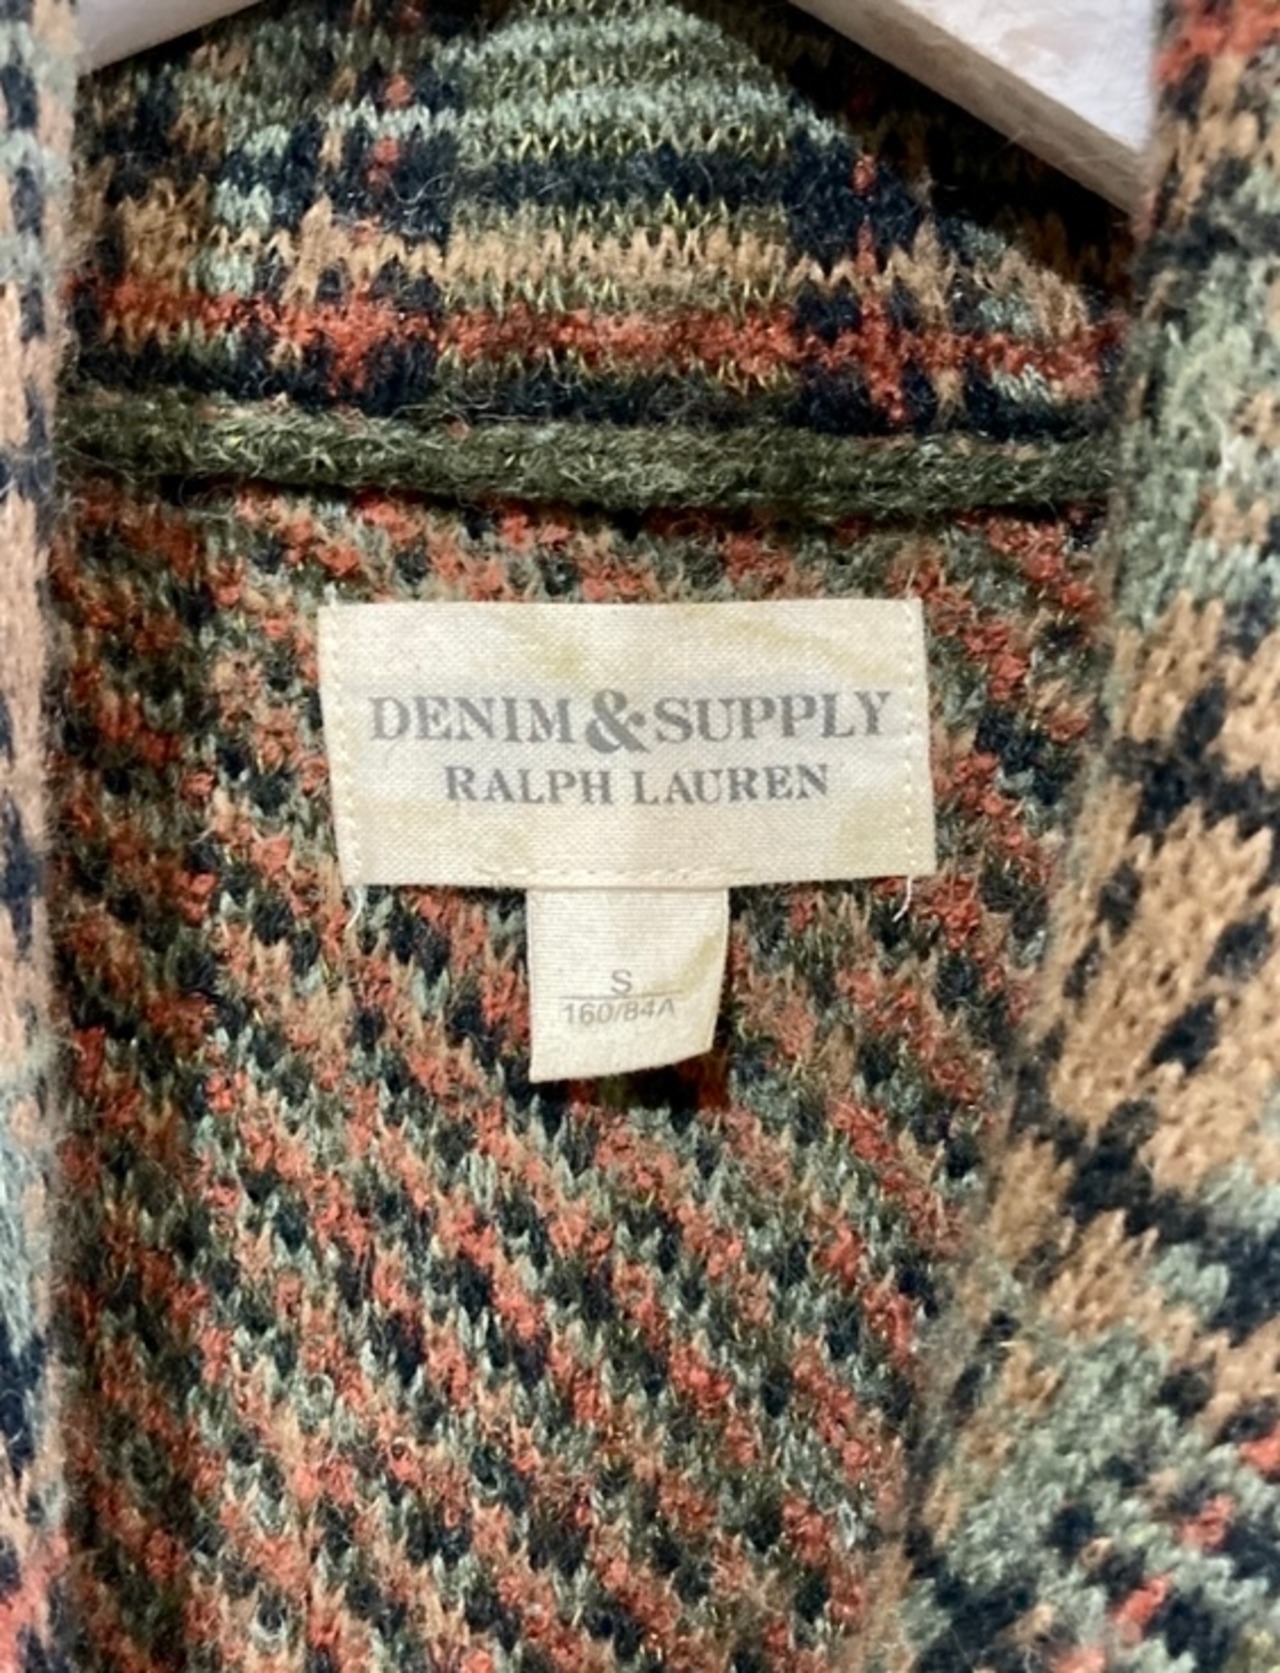 DENIM & SUPPLY
RALPH LAUREN
S
160/84A